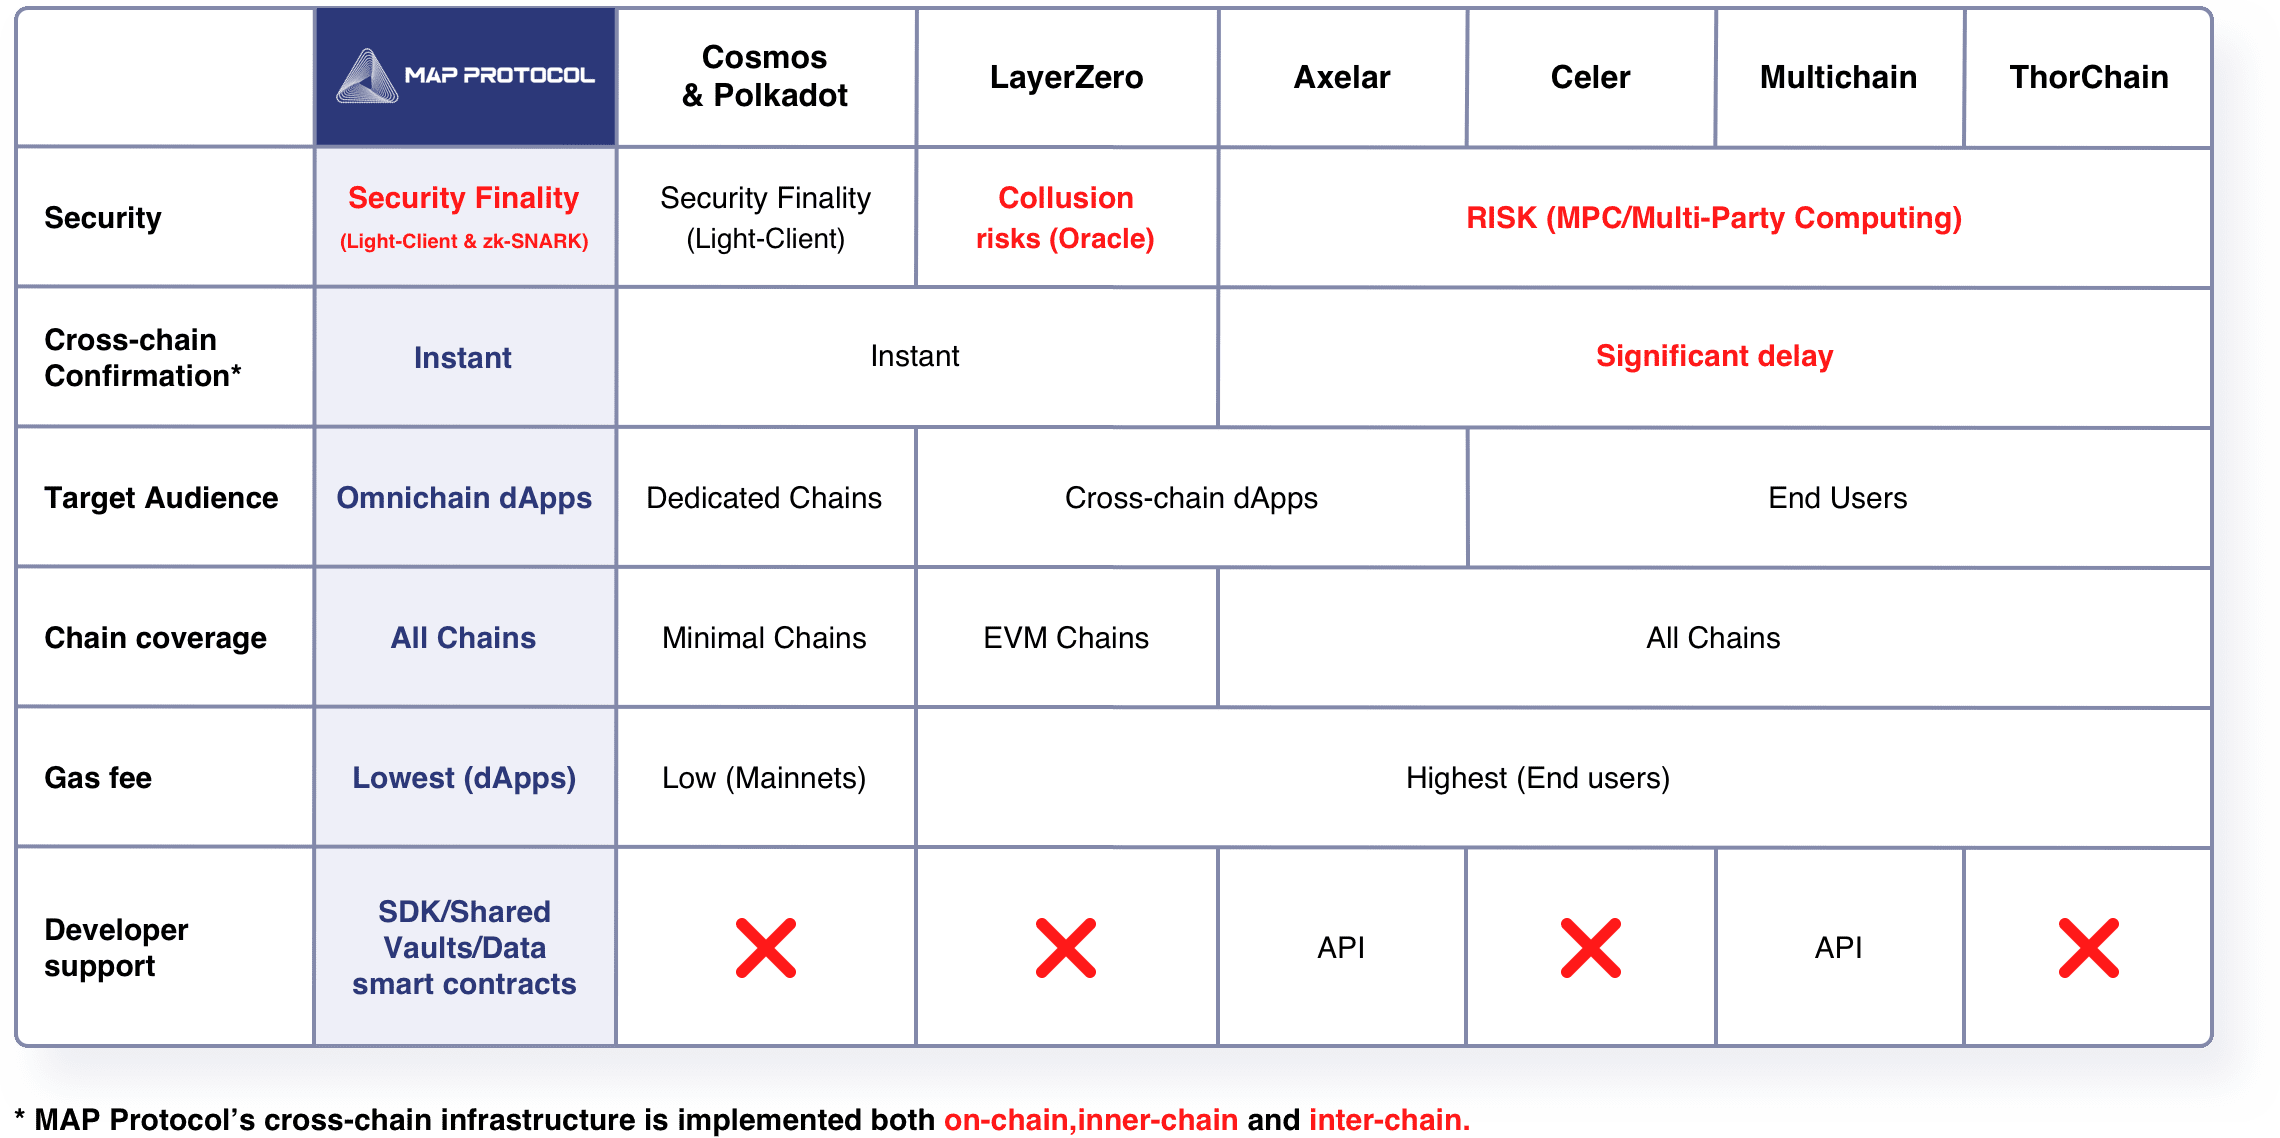 MAP PROTOCOL
Cosmos
& Polkadot
LayerZero
Axelar
Celer
Multichain
ThorChain
Security
Security Finality
(Light-Client & zk-SNARK)
Security Finality
(Light-Client)
Collusion
risks (Oracle)
RISK (MPC/Multi-Party Computing)
Cross-chain
Confirmation*
Instant
Instant
Significant delay
Target Audience
Omnichain dApps
Dedicated Chains
Cross-chain dApps
End Users
Chain coverage
All Chains
Minimal Chains
EVM Chains
All Chains
Gas fee
Lowest (dApps)
Low (Mainnets)
Highest (End users)
Developer
support
SDK/Shared
Vaults/Data
smart contracts
API
API
* MAP Protocol’s cross-chain infrastructure is implemented both on-chain,inner-chain and inter-chain.